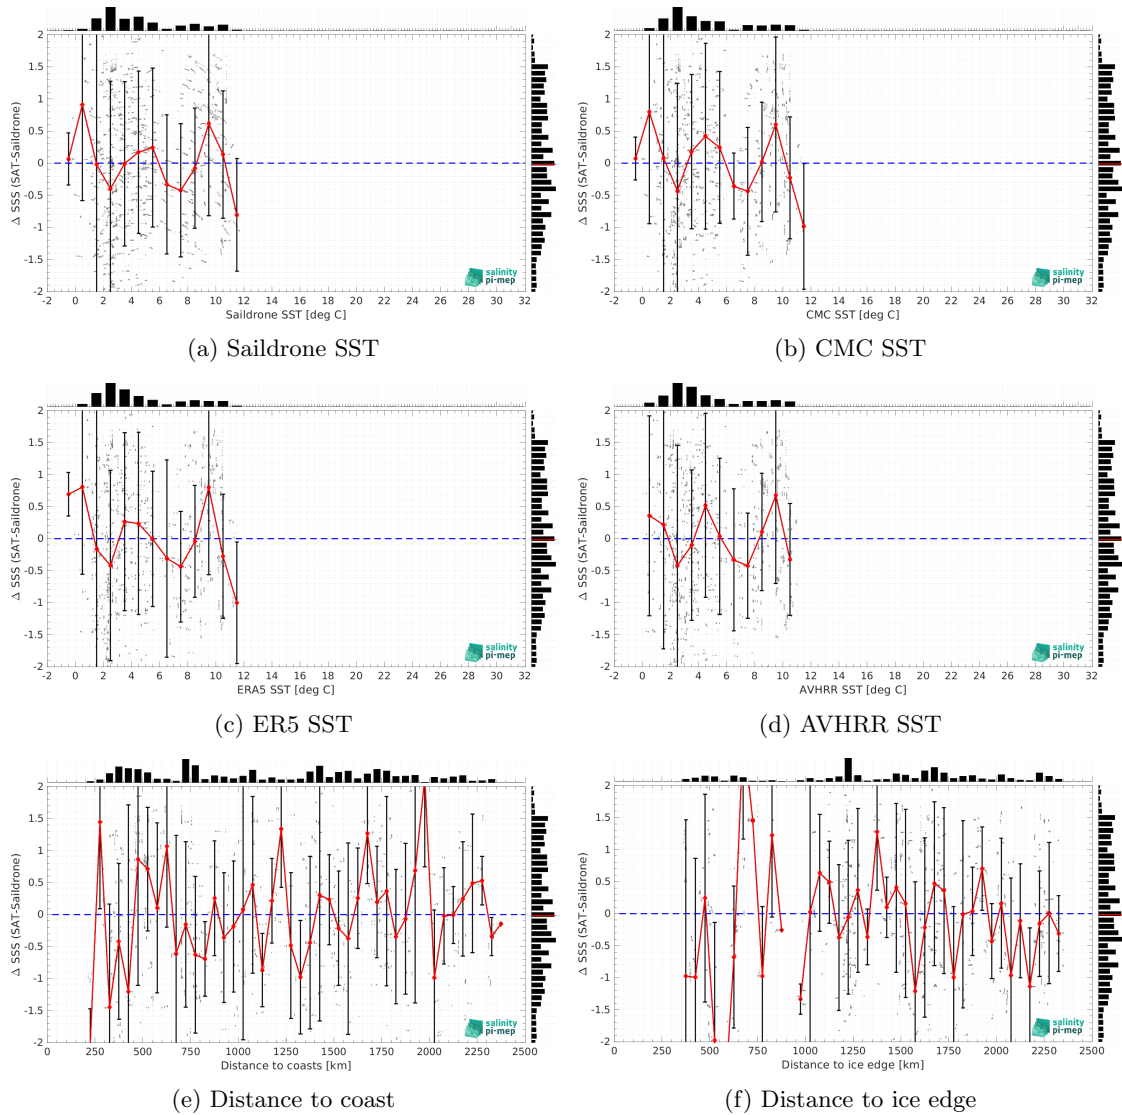 2
1.5
1
0.5
0
-0.5
-1
-1.5
-2
Δ SSS (SAT-Saildrone)
salinity
pi-mep
-2 0 2 4 6 8 10 12 14 16 18 20 22 24 26 28 30 32
Saildrone SST [deg C]
(a) Saildrone SST
2
1.5
1
0.5
0
-0.5
-1
-1.5
-2
Δ SSS (SAT-Saildrone)
salinity
pi-mep
-2 0 2 4 6 8 10 12 14 16 18 20 22 24 26 28 30 32
CMC SST [deg C]
(b) CMC SST
2
1.5
1
0.5
0
-0.5
-1
-1.5
-2
Δ SSS (SAT-Saildrone)
salinity
pi-mep
-2 0 2 4 6 8 10 12 14 16 18 20 22 24 26 28 30 32
ERA5 SST [deg C]
(c) ER5 SST
2
1.5
1
0.5
0
-0.5
-1
-1.5
-2
Δ SSS (SAT-Saildrone)
salinity
pi-mep
-2 0 2 4 6 8 10 12 14 16 18 20 22 24 26 28 30 32
AVHRR SST [deg C]
(d) AVHRR SST
2
1.5
1
0.5
0
-0.5
-1
-1.5
-2
Δ SSS (SAT-Saildrone)
salinity
pi-mep
0 250 500 750 1000 1250 1500 1750 2000 2250 2500
Distance to coasts [km]
(e) Distance to coast
2
1.5
1
0.5
0
-0.5
-1
-1.5
-2
Δ SSS (SAT-Saildrone)
salinity
pi-mep
0 250 500 750 1000 1250 1500 1750 2000 2250 2500
Distance to ice edge [km]
(f) Distance to ice edge